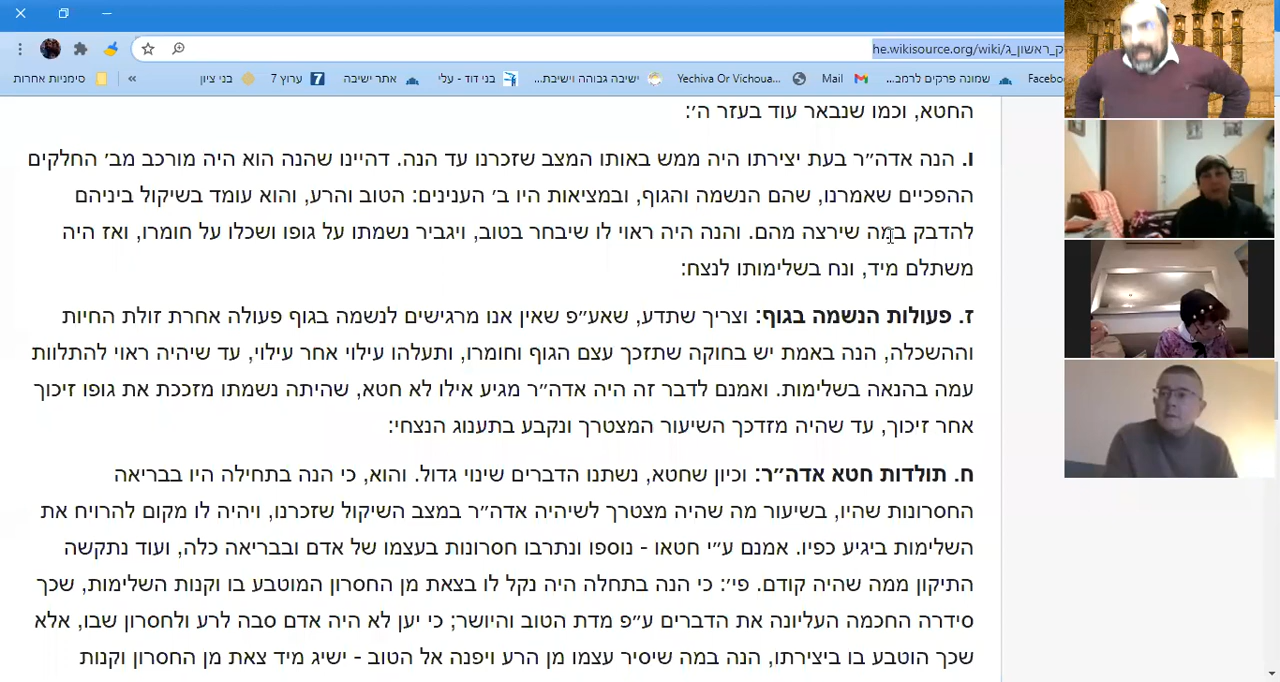 he.wikisource.org/wiki/ק_ראשון_ג
סימניות אחרות
«
בני ציון
ערוץ 7
אתר ישיבה
בני דוד - עלי
ישיבה גבוהה וישיבת...
Yechiva Or Vichoua...
Mail
שמונה פרקים לרמב...
Facebo
החטא, וכמו שנבאר עוד בעזר ה׳:
ו. הנה אדה״ר בעת יצירתו היה ממש באותו המצב שזכרנו עד הנה. דהיינו שהנה הוא היה מורכב מב׳ החלקים
ההפכיים שאמרנו, שהם הנשמה והגוף, ובמציאות היו ב׳ הענינים: הטוב והרע, והוא עומד בשיקול ביניהם
להדבק במה שירצה מהם. והנה היה ראוי לו שיבחר בטוב, ויגביר נשמתו על גופו ושכלו על חומרו, ואז היה
משתלם מיד, ונח בשלימותו לנצח:
ז. פעולות הנשמה בגוף: וצריך שתדע, שאע״פ שאין אנו מרגישים לנשמה בגוף פעולה אחרת זולת החיות
וההשכלה, הנה באמת יש בחוקה שתזכך עצם הגוף וחומרו, ותעלהו עילוי אחר עילוי, עד שיהיה ראוי להתלוות
עמה בהנאה בשלימות. ואמנם לדבר זה היה אדה״ר מגיע אילו לא חטא, שהיתה נשמתו מזככת את גופו זיכוך
אחר זיכוך, עד שהיה מזדכך השיעור המצטרך ונקבע בתענוג הנצחי:
ח. תולדות חטא אדה״ר: וכיון שחטא, נשתנו הדברים שינוי גדול. והוא, כי הנה בתחילה היו בבריאה
החסרונות שהיו, בשיעור מה שהיה מצטרך לשיהיה אדה״ר במצב השיקול שזכרנו, ויהיה לו מקום להרויח את
השלימות ביגיע כפיו. אמנם ע״י חטאו - נוספו ונתרבו חסרונות בעצמו של אדם ובבריאה כלה, ועוד נתקשה
התיקון ממה שהיה קודם. פי׳: כי הנה בתחלה היה נקל לו בצאת מן החסרון המוטבע בו וקנות השלימות, שכך
סידרה החכמה העליונה את הדברים ע״פ מדת הטוב והיושר; כי יען לא היה אדם סבה לרע ולחסרון שבו, אלא
שכך הוטבע בו ביצירתו, הנה במה שיסיר עצמו מן הרע ויפנה אל הטוב - ישיג מיד צאת מן החסרון וקנות